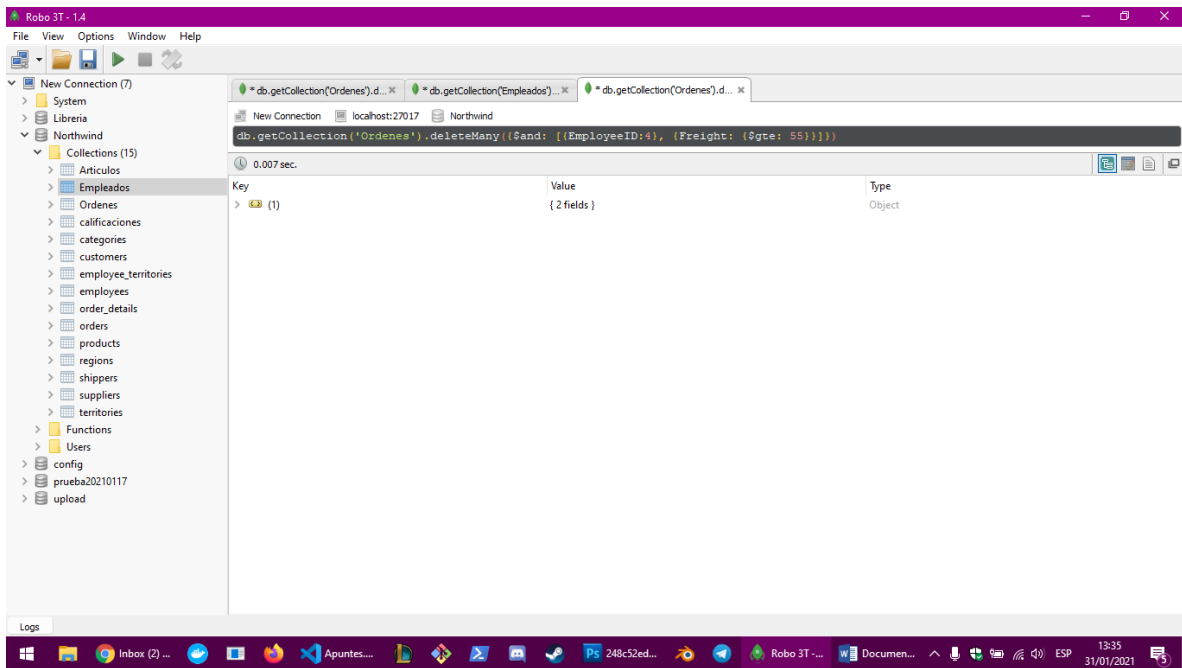 Robo 3T - 1.4
File View Options Window Help
New Connection (7)
System
Libreria
Northwind
Collections (15)
Articulos
Empleados
Ordenes
calificaciones
categories
customers
employee_territories
employees
order_details
orders
products
regions
shippers
suppliers
territories
Functions
Users
config
prueba20210117
upload
* db.getCollection('Ordenes').d... * db.getCollection('Empleados')... * db.getCollection('Ordenes').d...
New Connection localhost:27017 Northwind
db.getCollection('Ordenes').deleteMany({$and: [{EmployeeID:4}, {Freight: {$gte: 55}}]})
0.007 sec.
Key Value Type
(1) { 2 fields } Object
Logs
Inbox (2) ... Apuntes.... Ps 248c52ed... Robo 3T -... Documen... ESP 13:35
31/01/2021 5